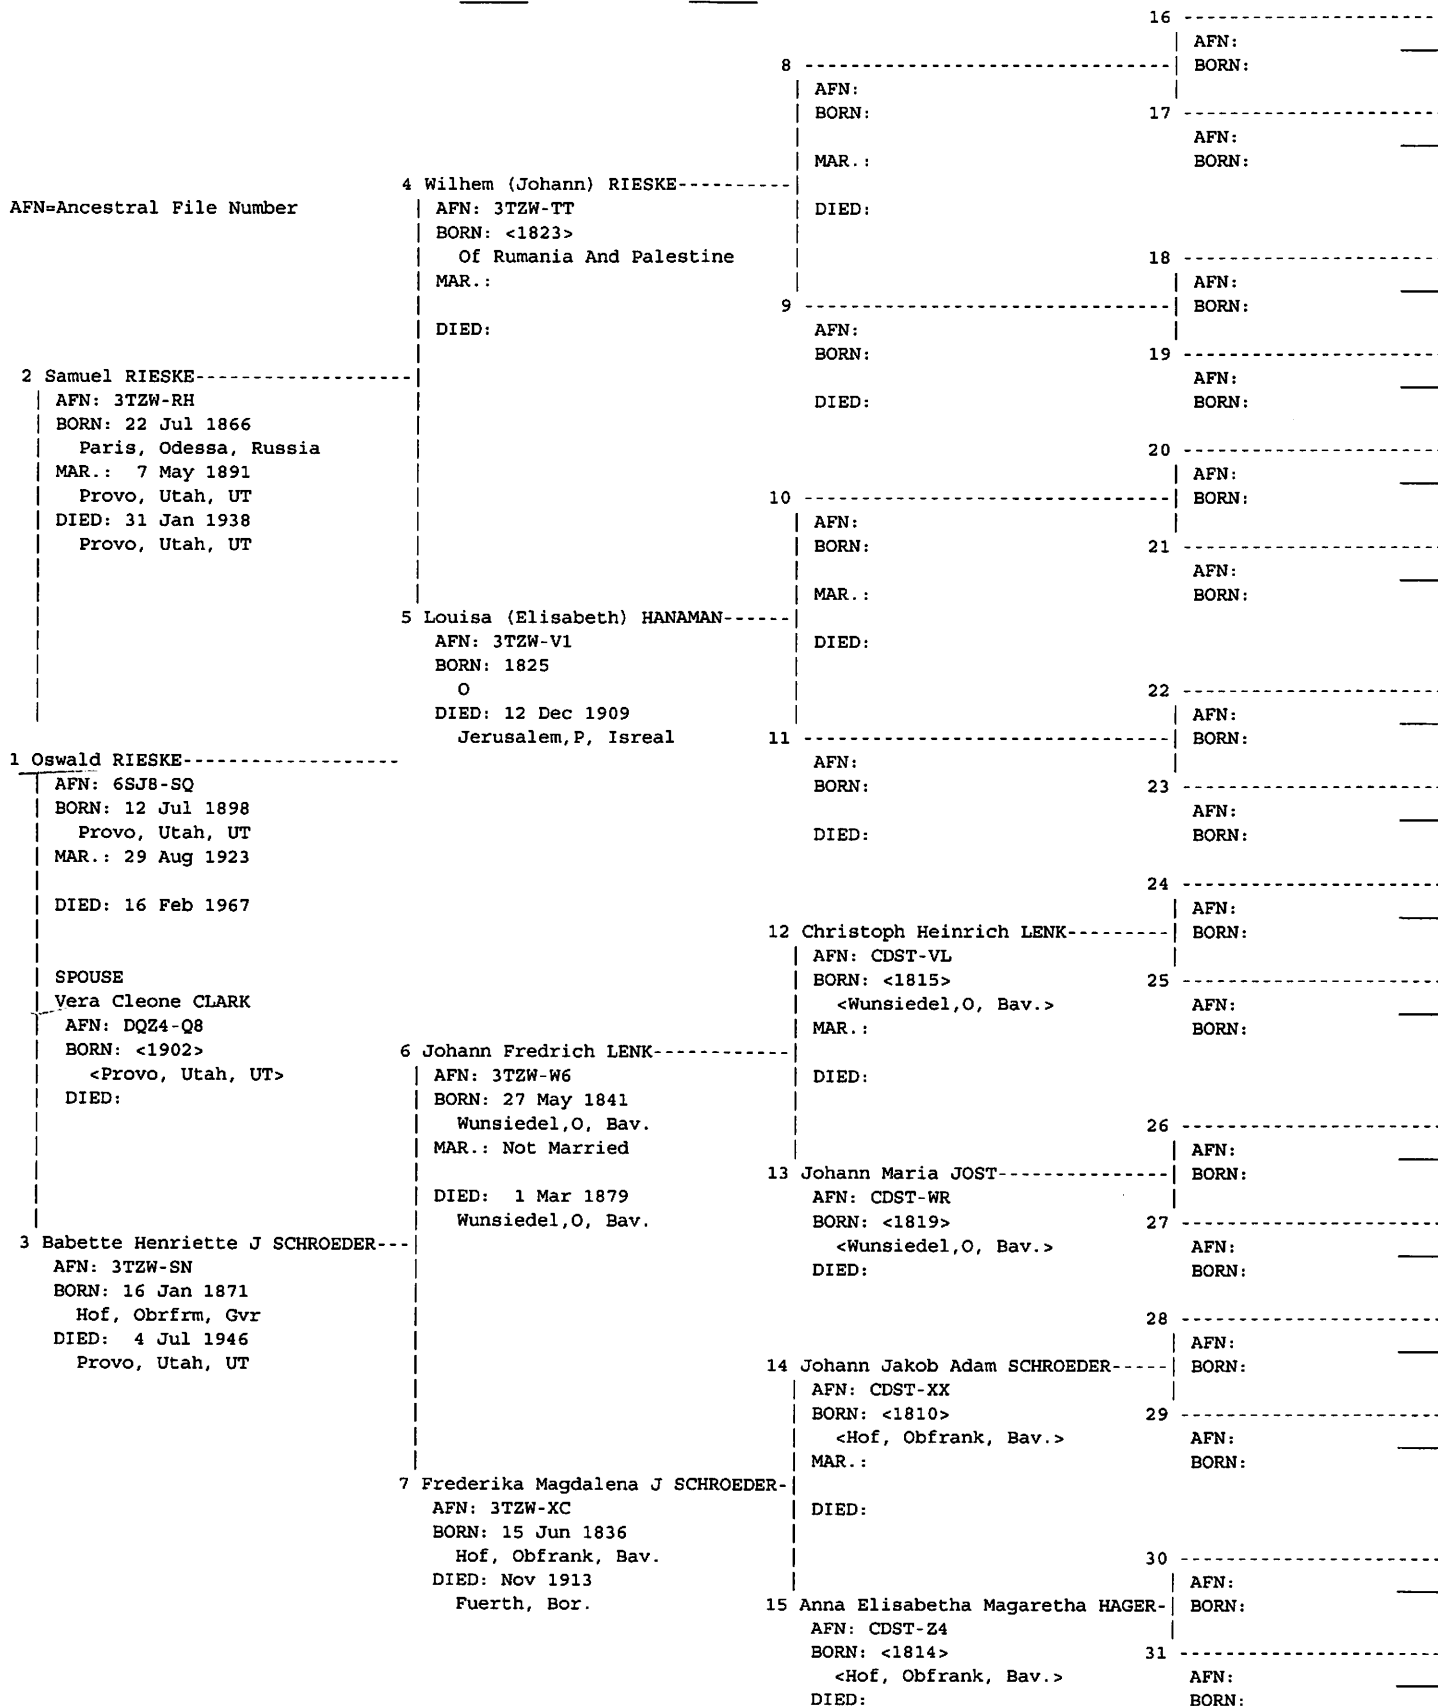 16
AFN:
8
BORN:
AFN:
BORN:
17
AFN:
MAR.:
BORN:
4 Wilhem (Johann) RIESKE
AFN=Ancestral File Number
AFN: 3TZW-TT
DIED:
BORN: <1823>
Of Rumania And Palestine
18
MAR.:
AFN:
9
BORN:
DIED:
AFN:
BORN:
19
2 Samuel RIESKE
AFN:
AFN: 3TZW-RH
DIED:
BORN:
BORN: 22 Jul 1866
Paris, Odessa, Russia
20
MAR.: 7 May 1891
AFN:
Provo, Utah, UT
10
BORN:
DIED: 31 Jan 1938
AFN:
Provo, Utah, UT
BORN:
21
AFN:
MAR.:
BORN:
5 Louisa (Elisabeth) HANAMAN
AFN: 3TZW-V1
DIED:
BORN: 1825
O
22
DIED: 12 Dec 1909
AFN:
Jerusalem,P, Isreal
11
BORN:
1 Oswald RIESKE
AFN:
AFN: 6SJ8-SQ
BORN:
23
BORN: 12 Jul 1898
AFN:
Provo, Utah, UT
DIED:
BORN:
MAR.: 29 Aug 1923
24
DIED: 16 Feb 1967
AFN:
12 Christoph Heinrich LENK
BORN:
AFN: CDST-VL
SPOUSE
BORN: <1815>
25
Vera Cleone CLARK
<Wunsiedel,O, Bav.>
AFN:
AFN: DQZ4-Q8
MAR.:
BORN:
BORN: <1902>
6 Johann Fredrich LENK
<Provo, Utah, UT>
AFN: 3TZW-W6
DIED:
DIED:
BORN: 27 May 1841
Wunsiedel,O, Bav.
26
MAR.: Not Married
AFN:
13 Johann Maria JOST
BORN:
DIED: 1 Mar 1879
AFN: CDST-WR
Wunsiedel,O, Bav.
BORN: <1819>
27
3 Babette Henriette J SCHROEDER
<Wunsiedel,O, Bav.>
AFN:
AFN: 3TZW-SN
DIED:
BORN:
BORN: 16 Jan 1871
Hof, Obrfrm, Gvr
28
DIED: 4 Jul 1946
AFN:
Provo, Utah, UT
14 Johann Jakob Adam SCHROEDER
BORN:
AFN: CDST-XX
BORN: <1810>
29
<Hof, Obfrank, Bav.>
AFN:
MAR.:
BORN:
7 Frederika Magdalena J SCHROEDER
AFN: 3TZW-XC
DIED:
BORN: 15 Jun 1836
Hof, Obfrank, Bav.
30
DIED: Nov 1913
AFN:
Fuerth, Bor.
15 Anna Elisabetha Magaretha HAGER
BORN:
AFN: CDST-Z4
BORN: <1814>
31
<Hof, Obfrank, Bav.>
AFN:
DIED:
BORN: